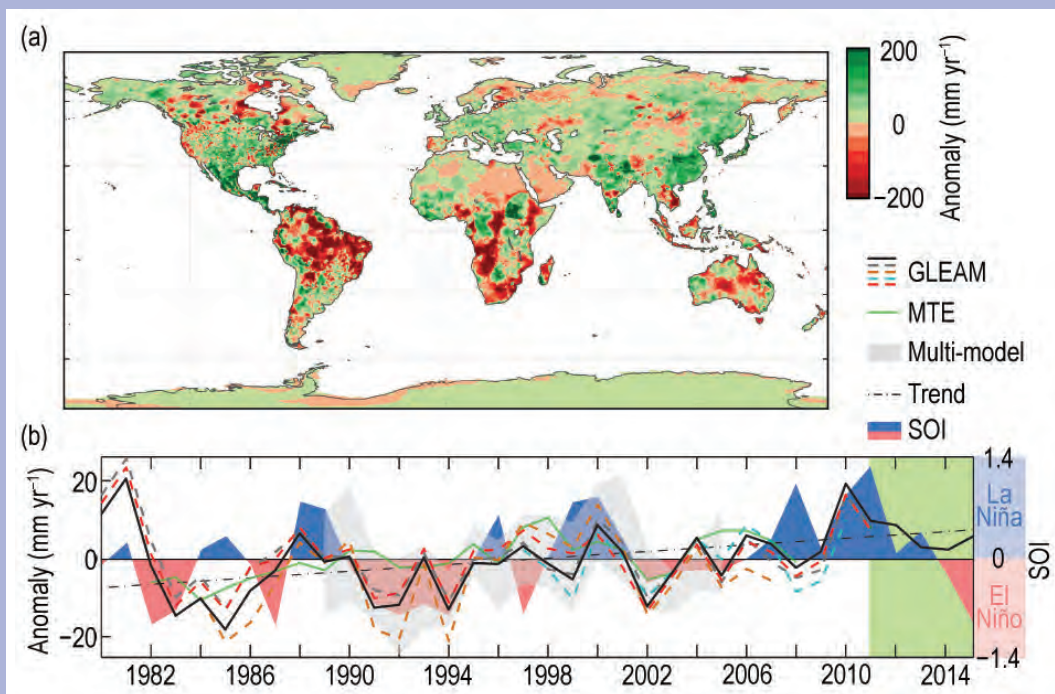 (a)
200
0
−200
Anomaly (mm yr⁻¹)
GLEAM
MTE
Multi-model
Trend
SOI
(b)
Anomaly (mm yr⁻¹)
20
0
−20
1.4
0
−1.4
La
Niña
El
Niño
SOI
1982 1986 1990 1994 1998 2002 2006 2010 2014